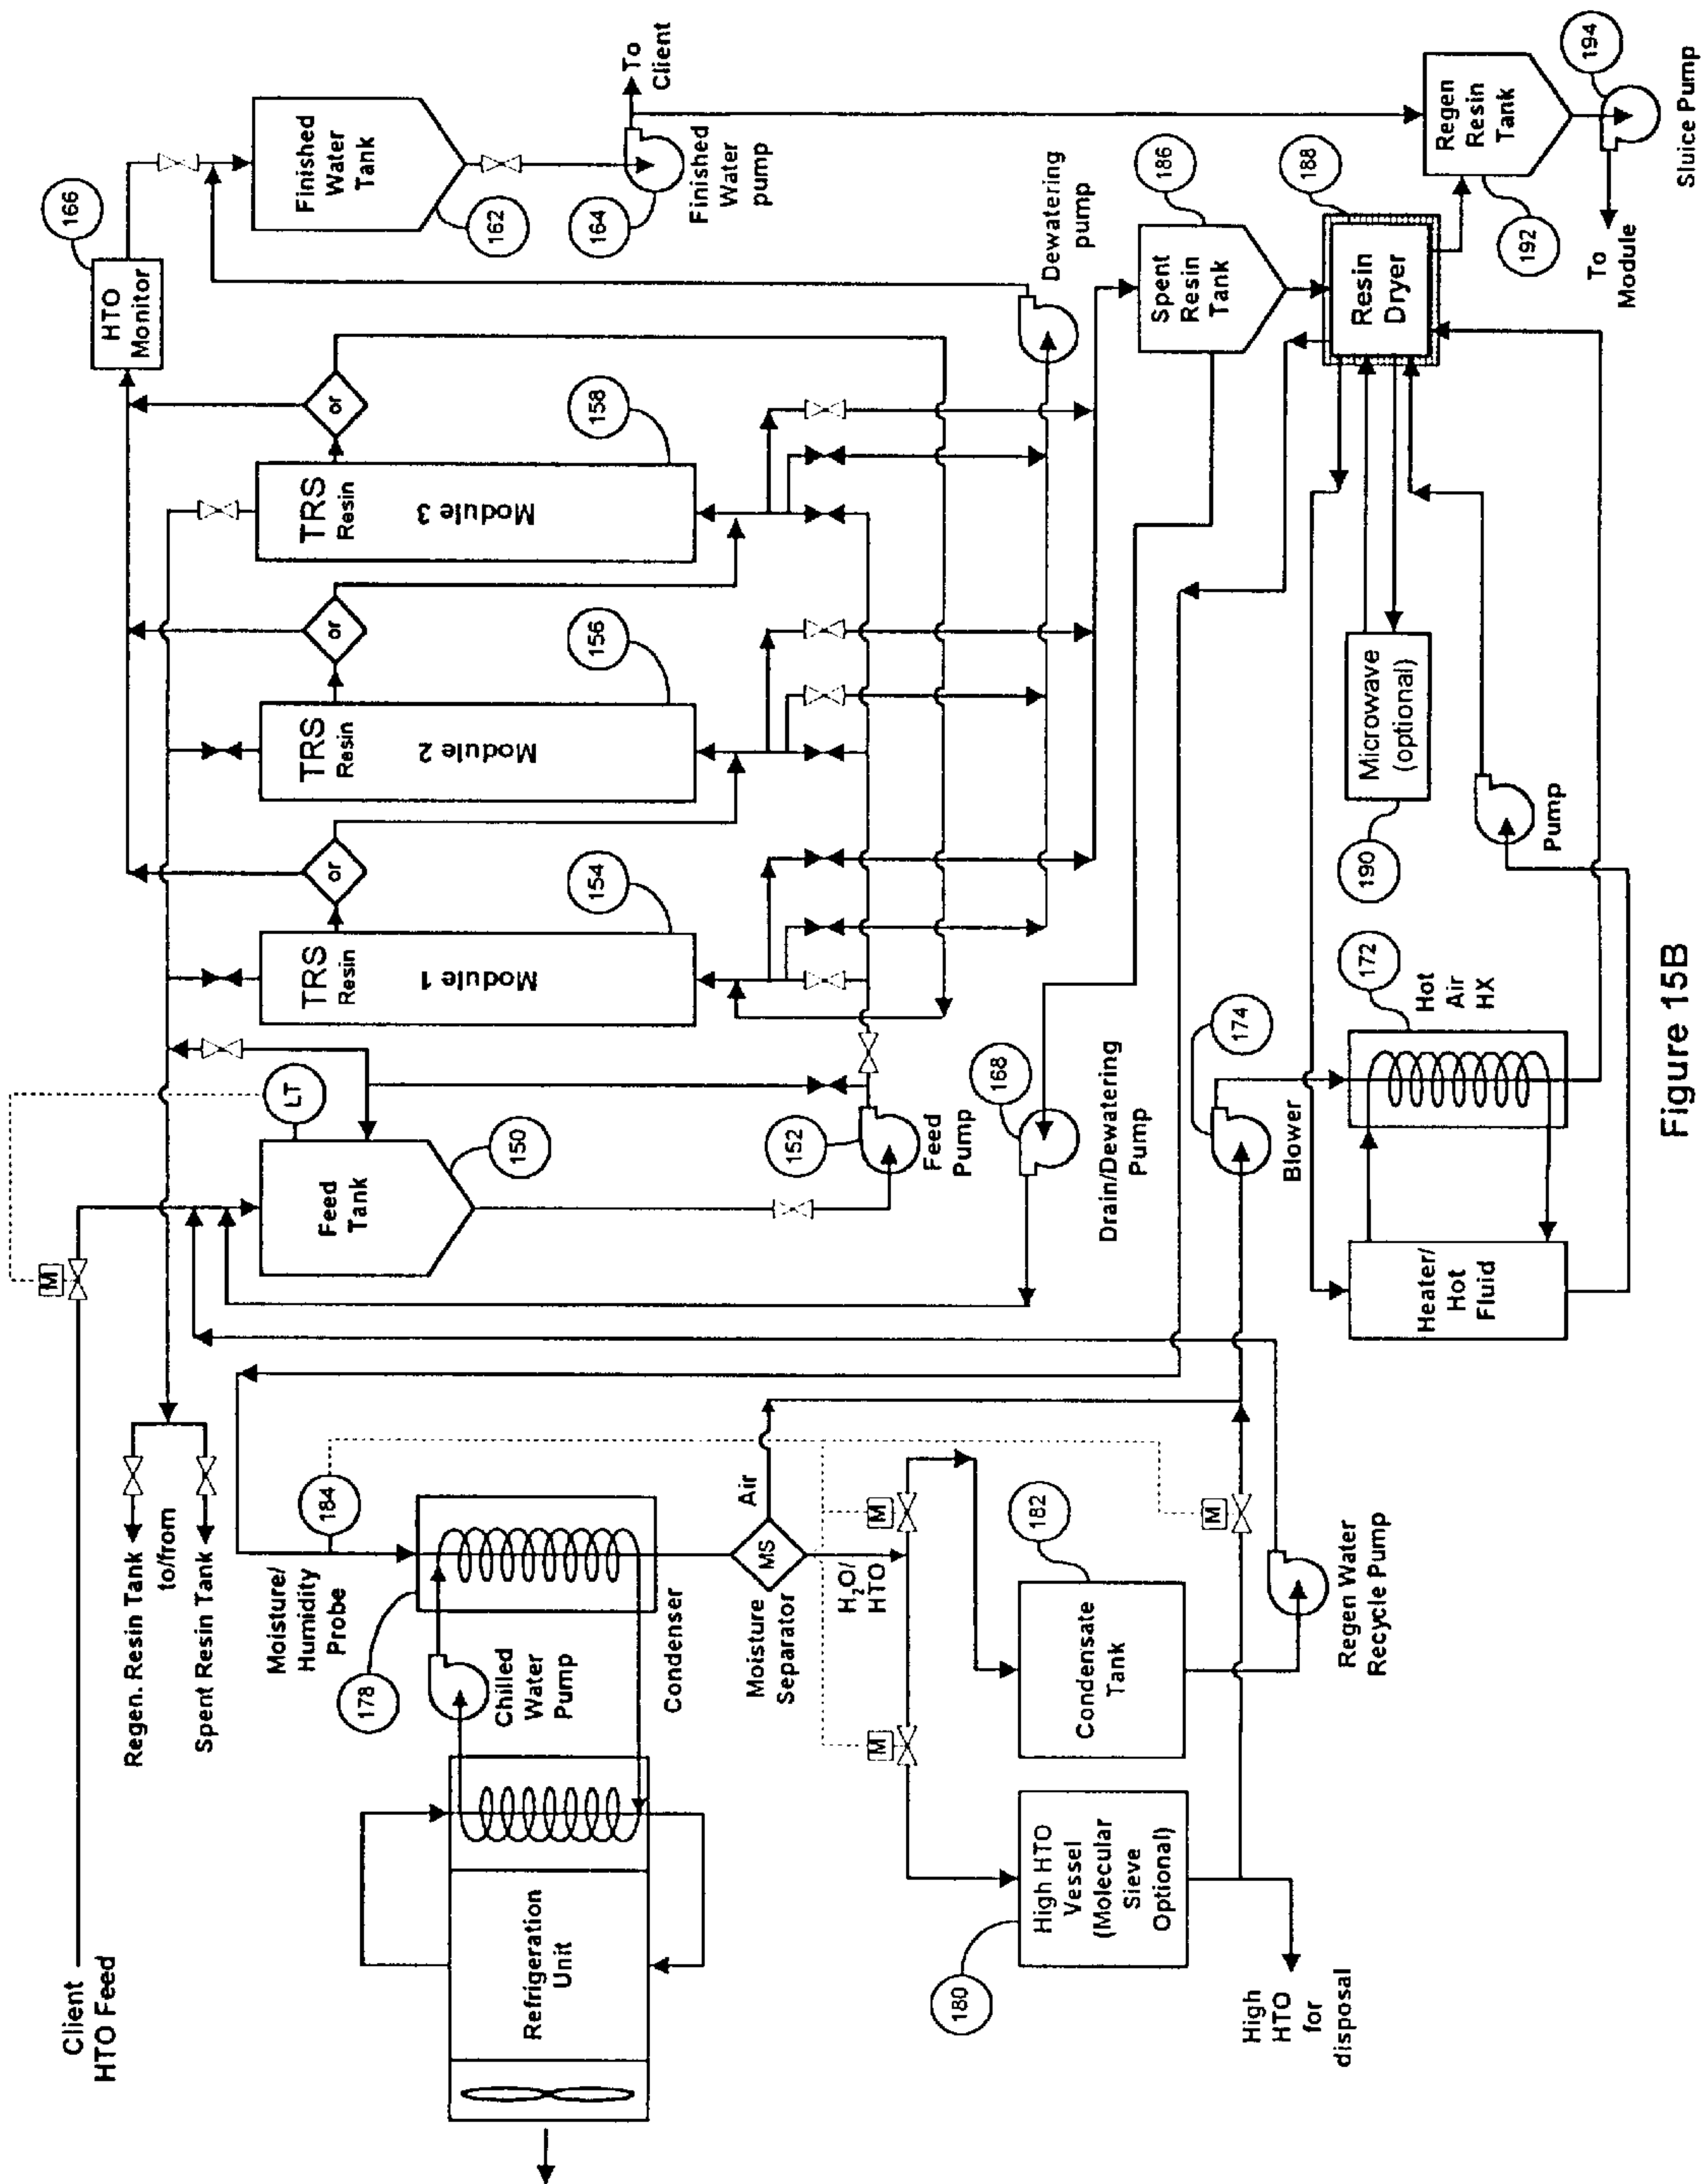 Client
HTO Feed
Regen. Resin Tank
to/from
Spent Resin Tank
M
LT
Feed
Tank
150
152
Feed
Pump
168
Drain/Dewatering
Pump
TRS
Resin
Module 1
154
or
TRS
Resin
Module 2
156
or
TRS
Resin
Module 3
158
or
HTO
Monitor
166
Finished
Water
Tank
162
164
Finished
Water
pump
To
Client
Dewatering
pump
Refrigeration
Unit
Chilled
Water
Pump
178
Moisture/
Humidity
Probe
184
Condenser
Moisture
Separator
MS
Air
H₂O/
HTO
M
M
M
180
High HTO
Vessel
(Molecular
Sieve
Optional)
High
HTO
for
disposal
182
Condensate
Tank
Regen Water
Recycle Pump
174
Blower
172
Hot
Air
HX
Heater/
Hot
Fluid
Pump
190
Microwave
(optional)
186
Spent
Resin
Tank
188
Resin
Dryer
192
Regen
Resin
Tank
194
To
Module
Sluice Pump
Figure 15B